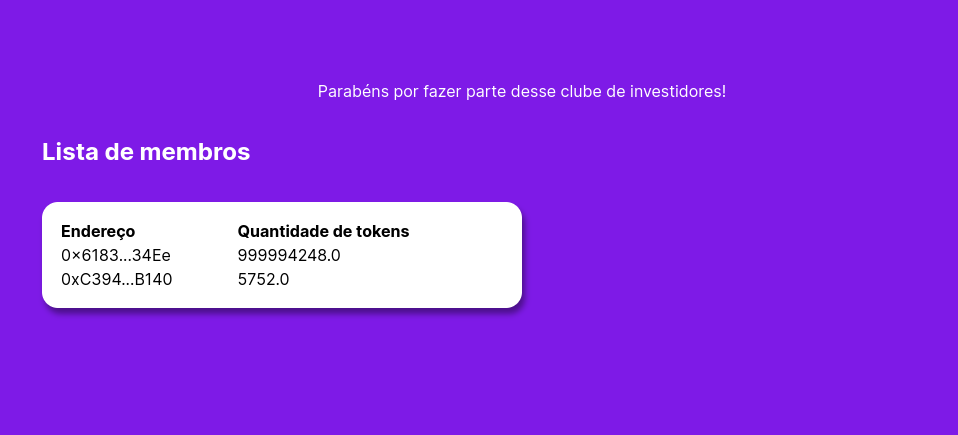 Parabéns por fazer parte desse clube de investidores!
Lista de membros
Endereço Quantidade de tokens
0×6183...34Ee 999994248.0
0xC394...B140 5752.0